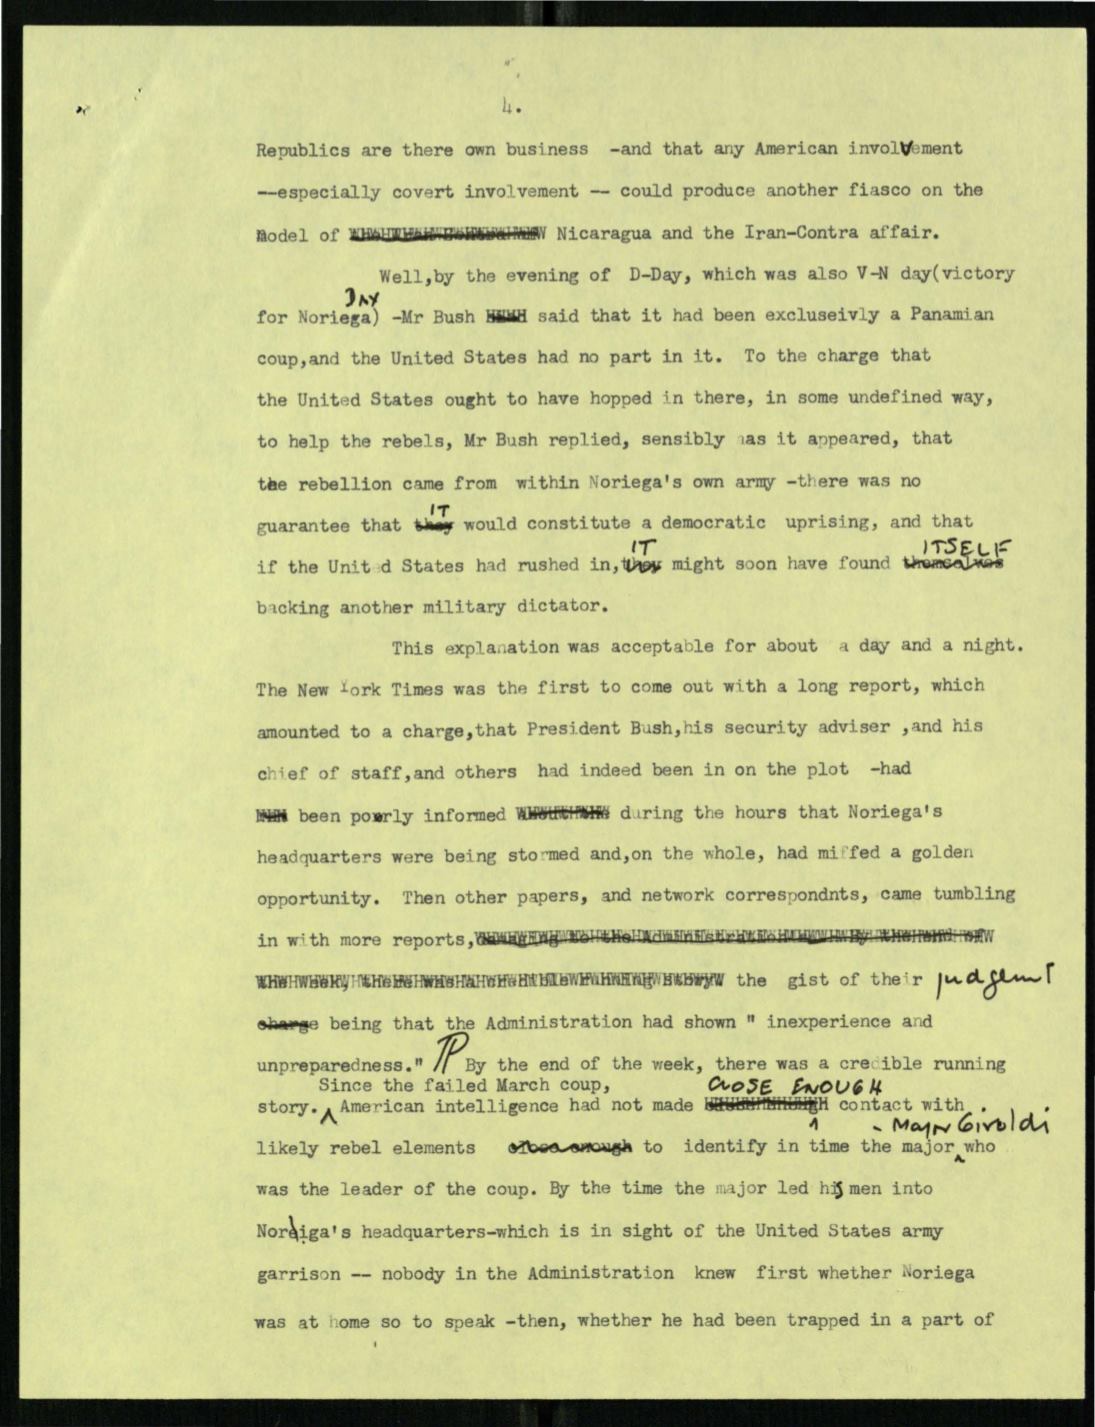 4.
Republics are there own business -and that any American involvement
--especially covert involvement -- could produce another fiasco on the
model of Nicaragua and the Iran-Contra affair.
Well,by the evening of D-Day, which was also V-N day(victory
DAY
for Noriega) -Mr Bush said that it had been excluseivly a Panamian
coup,and the United States had no part in it. To the charge that
the United States ought to have hopped in there, in some undefined way,
to help the rebels, Mr Bush replied, sensibly as it appeared, that
the rebellion came from within Noriega's own army -there was no
IT
guarantee that they would constitute a democratic uprising, and that
IT ITSELF
if the Unit d States had rushed in,they might soon have found themselves
backing another military dictator.
This explanation was acceptable for about a day and a night.
The New York Times was the first to come out with a long report, which
amounted to a charge,that President Bush,his security adviser ,and his
chief of staff,and others had indeed been in on the plot -had
been poorly informed during the hours that Noriega's
headquarters were being stormed and,on the whole, had miffed a golden
opportunity. Then other papers, and network correspondnts, came tumbling
in with more reports,damaging to the Administration
the gist of their judgemt
charge being that the Administration had shown " inexperience and
unpreparedness." // TP By the end of the week, there was a credible running
Since the failed March coup, CLOSE ENOUGH
story. ^ American intelligence had not made contact with .
^ - Major Giroldi
likely rebel elements close enough to identify in time the major ^ who
was the leader of the coup. By the time the major led his men into
Noriega's headquarters-which is in sight of the United States army
garrison -- nobody in the Administration knew first whether Noriega
was at home so to speak -then, whether he had been trapped in a part of